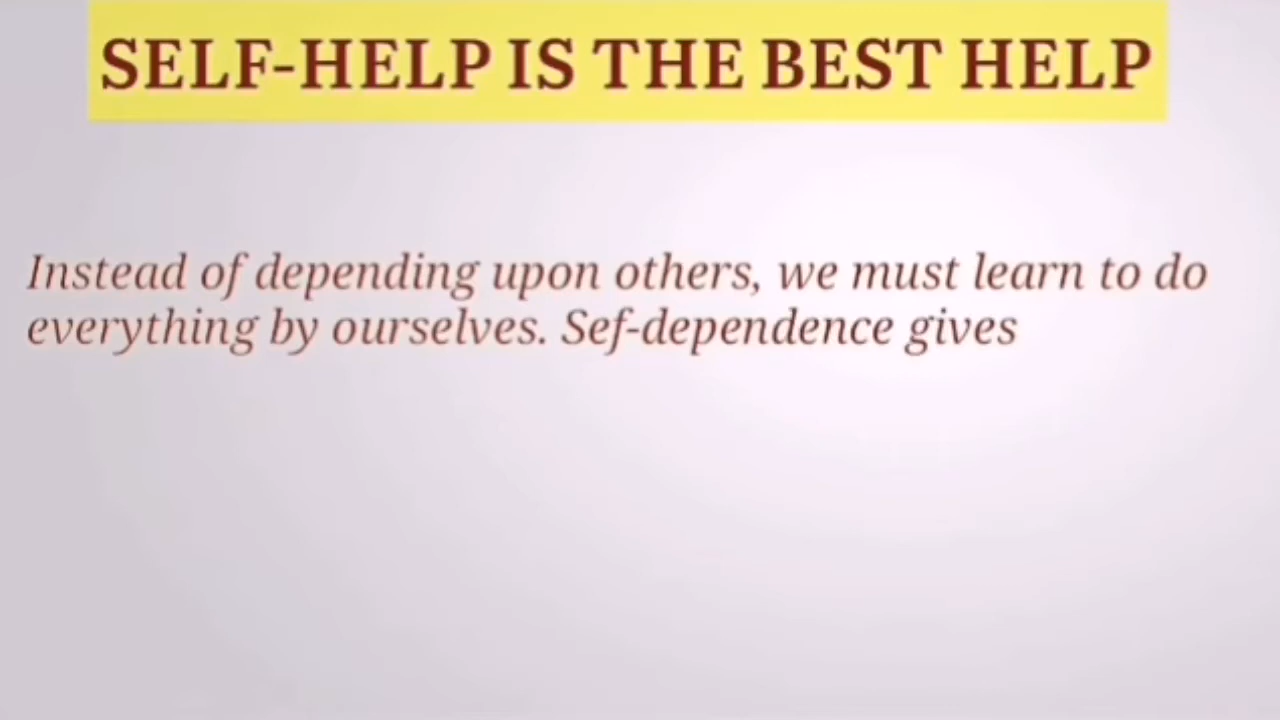 SELF-HELP IS THE BEST HELP
Instead of depending upon others, we must learn to do
everything by ourselves. Sef-dependence gives